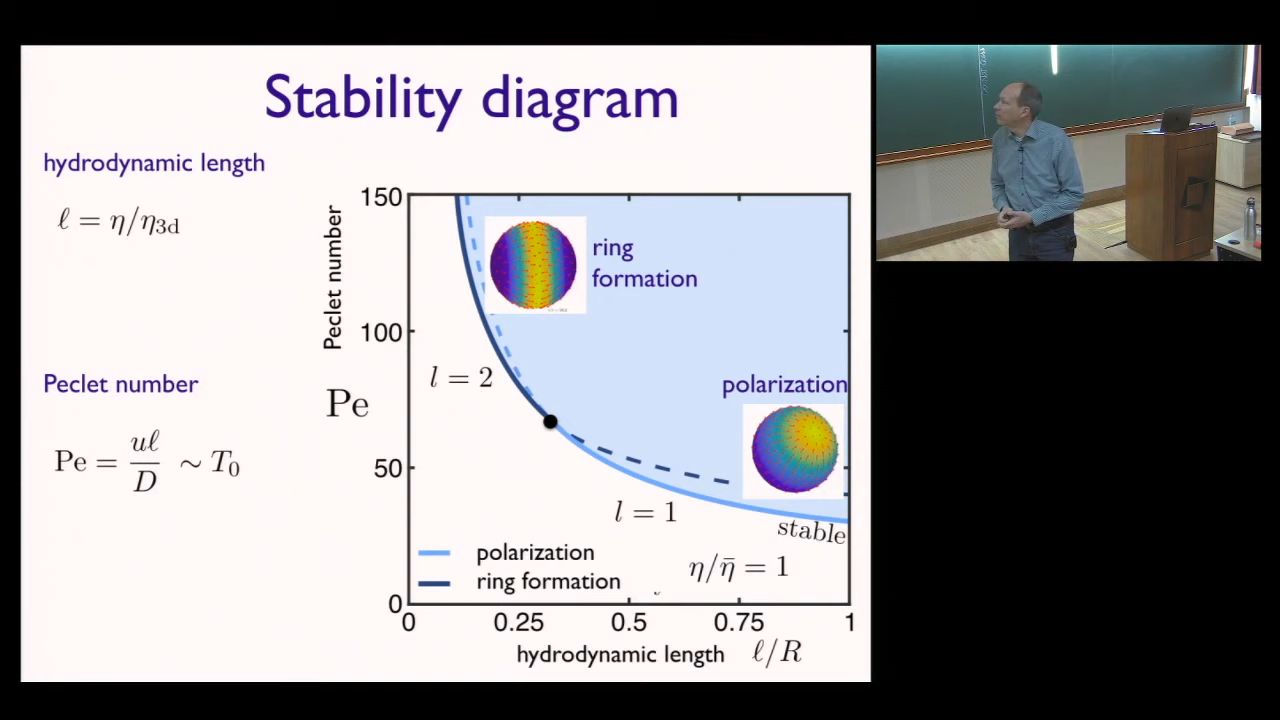 Stability diagram
hydrodynamic length
ℓ = η/η3d
Peclet number
Pe = uℓ/D ∼ T0
Peclet number
Pe
150
100
50
0
ring
formation
l = 2
polarization
l = 1
stable
polarization
ring formation
η/η̄ = 1
0 0.25 0.5 0.75 1
hydrodynamic length ℓ/R